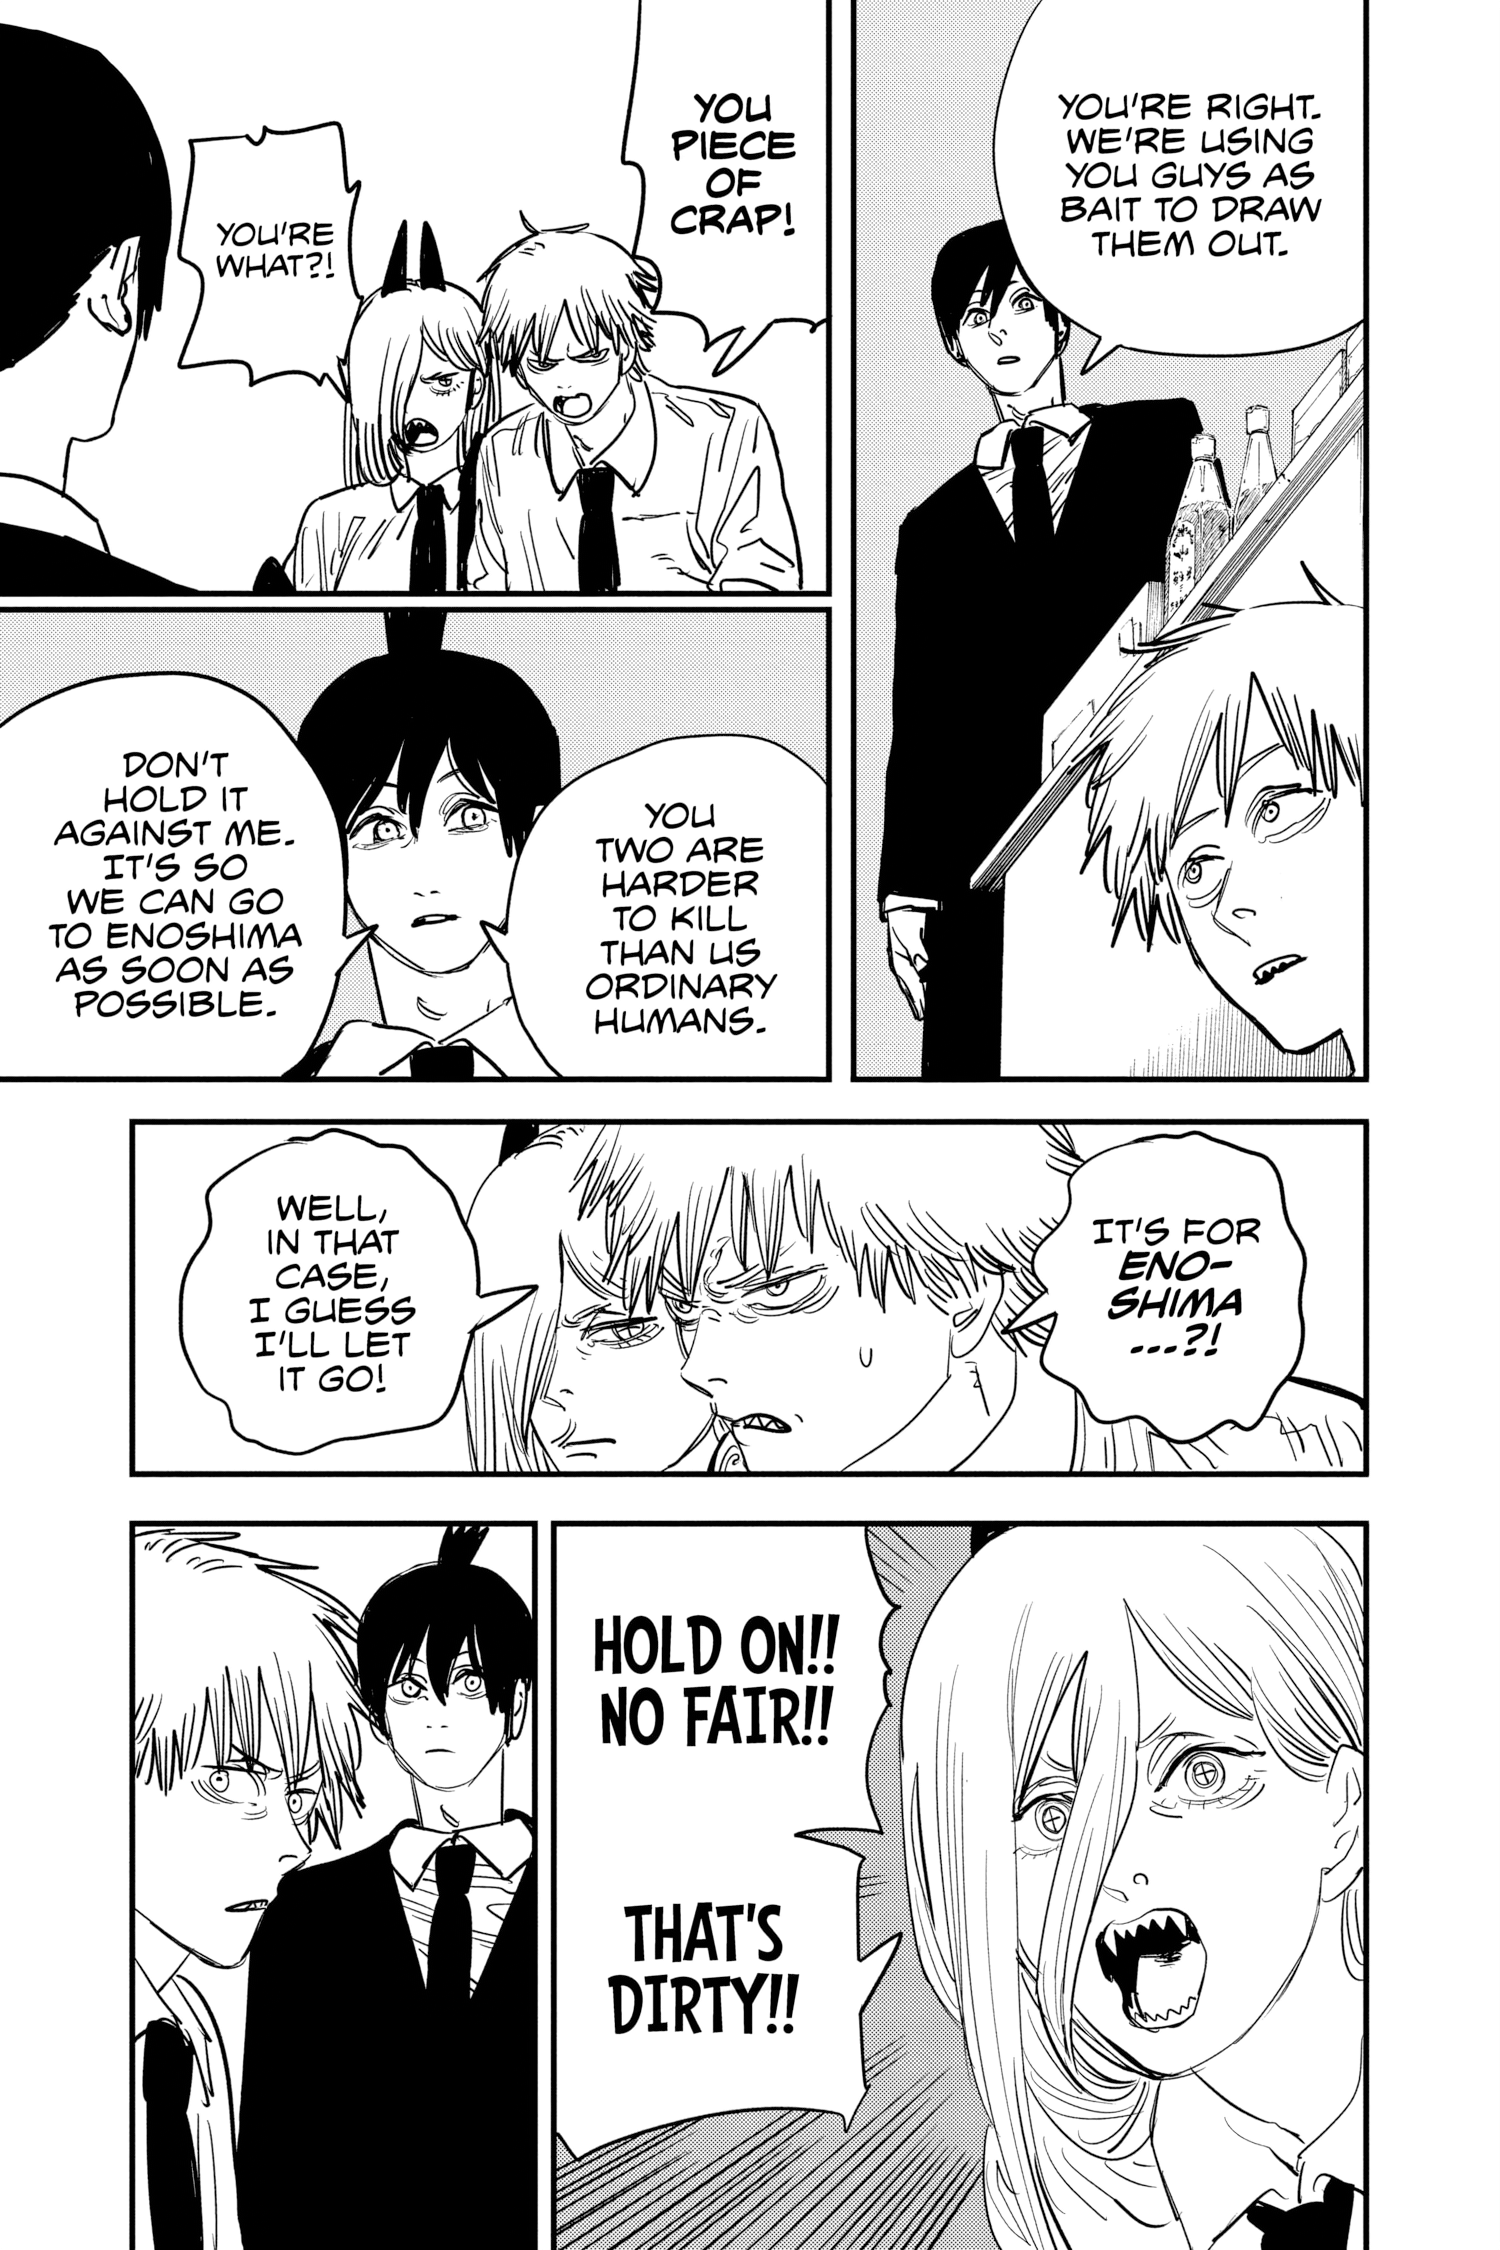 YOU'RE RIGHT.
WE'RE USING
YOU GUYS AS
BAIT TO DRAW
THEM OUT.
YOU
PIECE
OF
CRAP!
YOU'RE
WHAT?!
YOU
TWO ARE
HARDER
TO KILL
THAN US
ORDINARY
HUMANS.
DON'T
HOLD IT
AGAINST ME.
IT'S SO
WE CAN GO
TO ENOSHIMA
AS SOON AS
POSSIBLE.
IT'S FOR
ENO-
SHIMA
...?!
WELL,
IN THAT
CASE,
I GUESS
I'LL LET
IT GO!
HOLD ON!!
NO FAIR!!
THAT'S
DIRTY!!